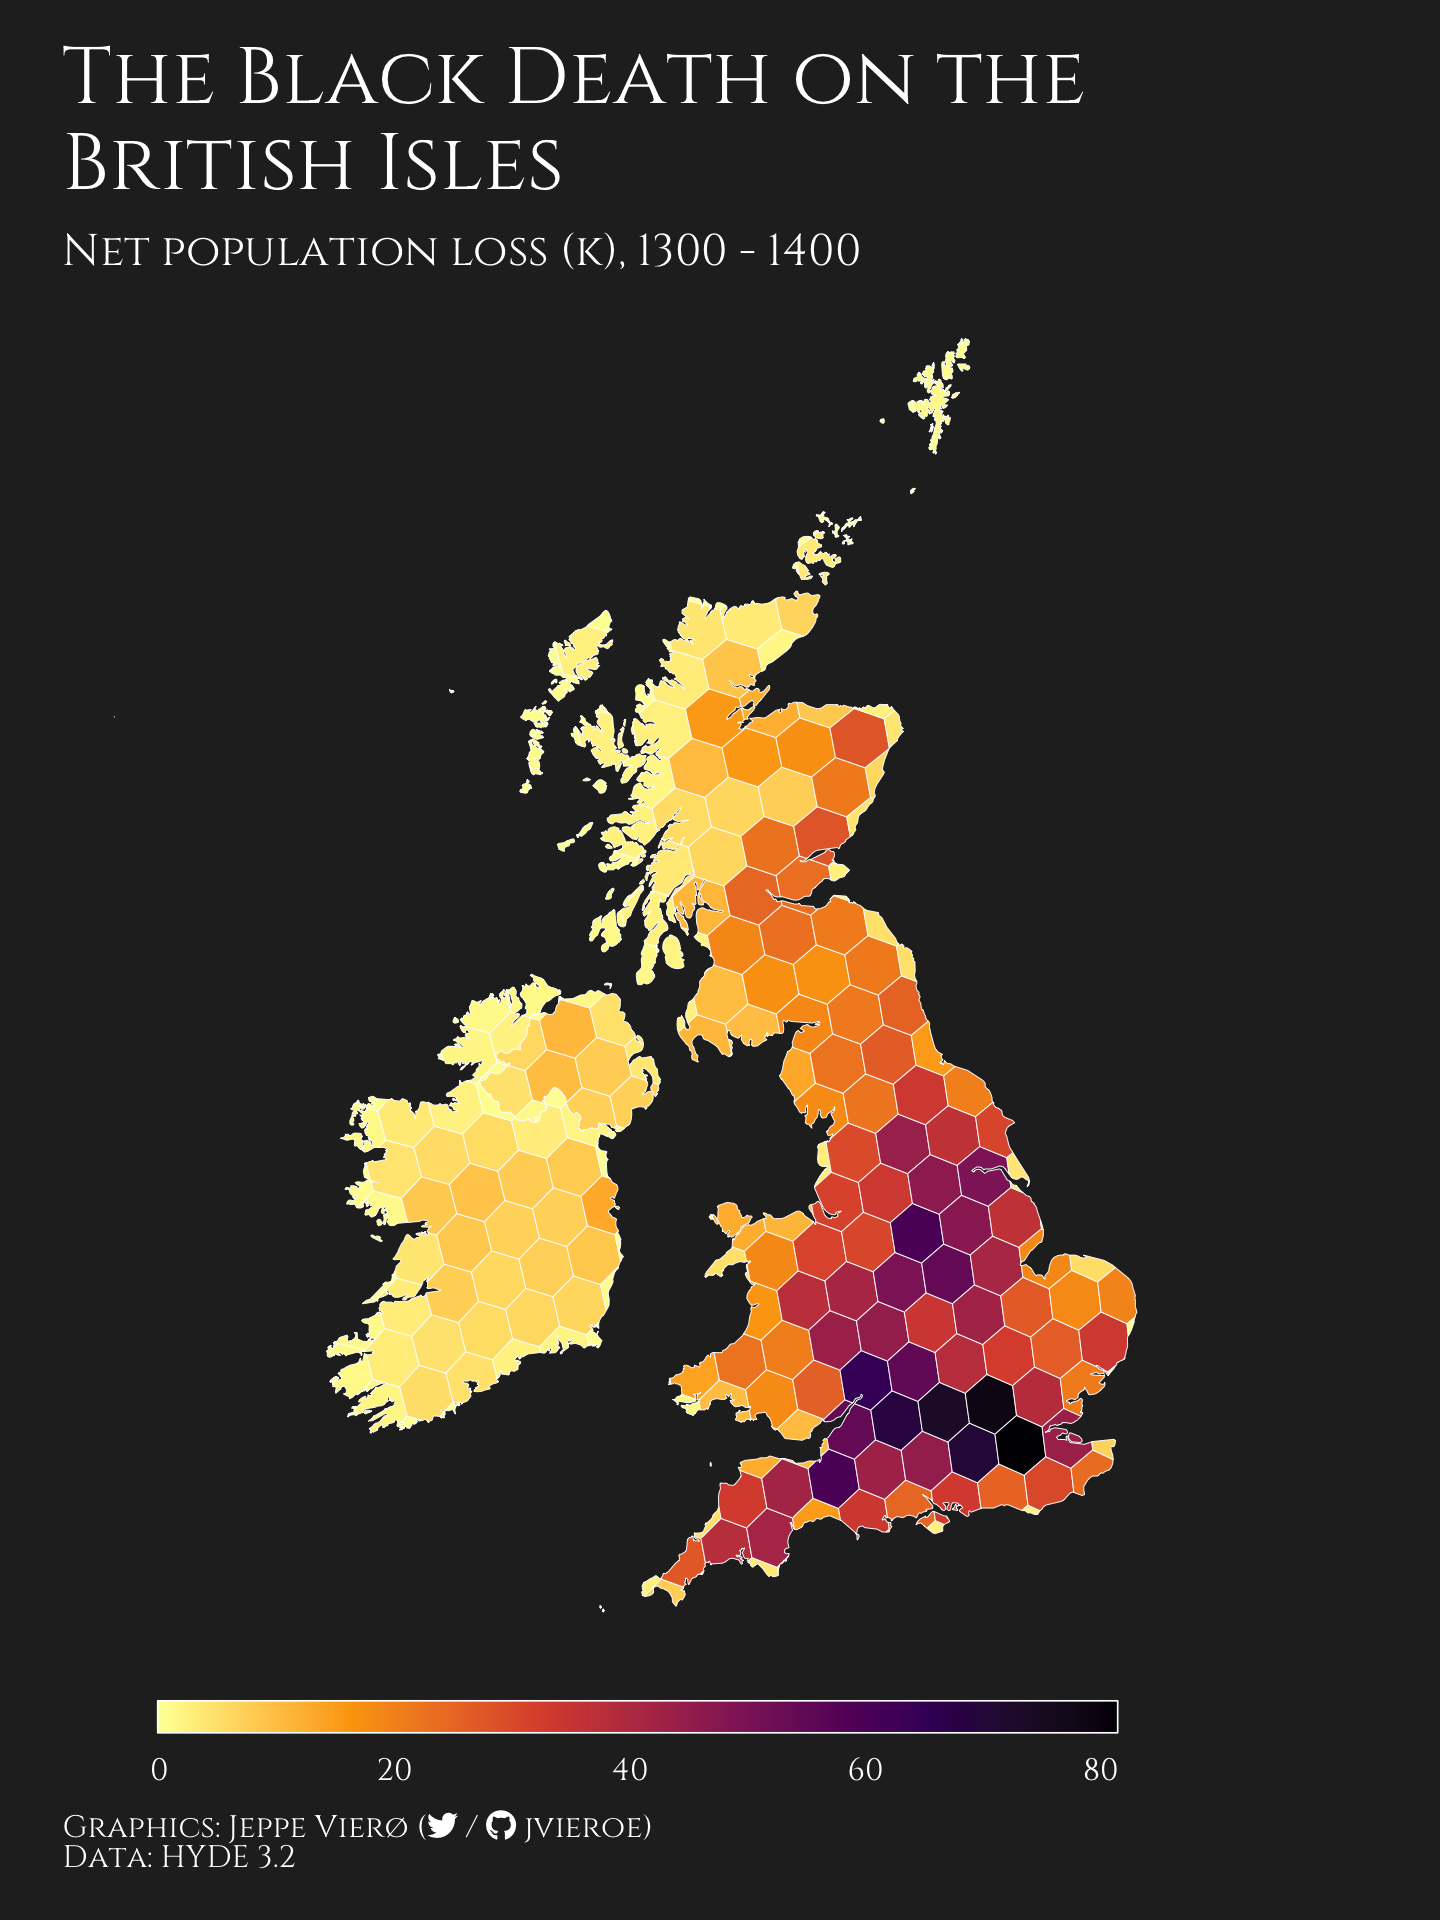 The Black Death on the
British Isles
Net population loss (k), 1300 - 1400
0 20 40 60 80
Graphics: Jeppe Vierø ( / jvieroe)
Data: HYDE 3.2